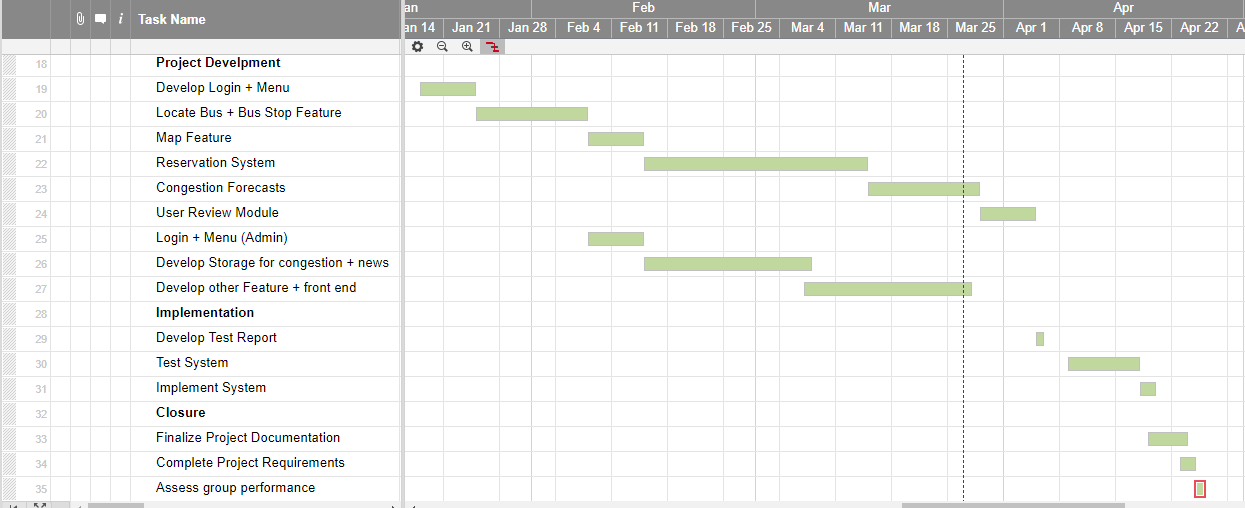 an Feb Mar Apr
i Task Name an 14 Jan 21 Jan 28 Feb 4 Feb 11 Feb 18 Feb 25 Mar 4 Mar 11 Mar 18 Mar 25 Apr 1 Apr 8 Apr 15 Apr 22 A
18 Project Develpment
19 Develop Login + Menu
20 Locate Bus + Bus Stop Feature
21 Map Feature
22 Reservation System
23 Congestion Forecasts
24 User Review Module
25 Login + Menu (Admin)
26 Develop Storage for congestion + news
27 Develop other Feature + front end
28 Implementation
29 Develop Test Report
30 Test System
31 Implement System
32 Closure
33 Finalize Project Documentation
34 Complete Project Requirements
35 Assess group performance